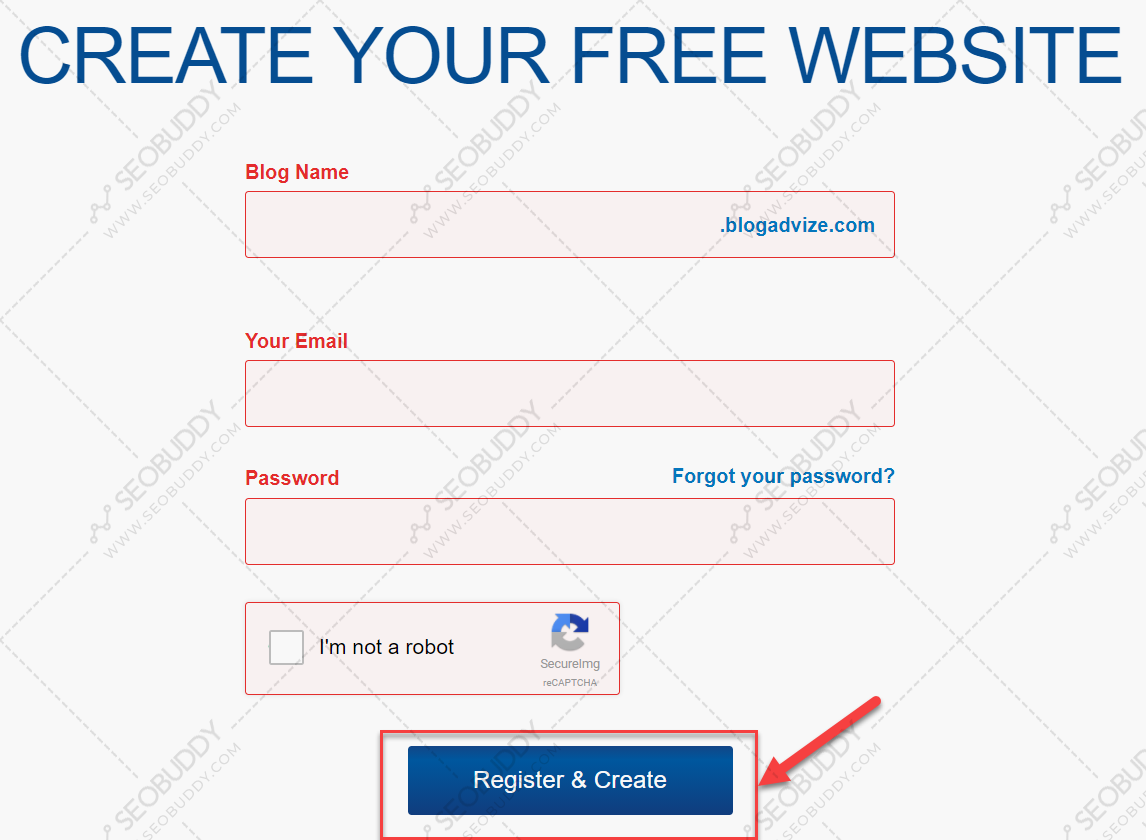 CREATE YOUR FREE WEBSITE
Blog Name
.blogadvize.com
Your Email
Password
Forgot your password?
I'm not a robot
SecureImg
reCAPTCHA
Register & Create
SEOBUDDY
WWW.SEOBUDDY.COM